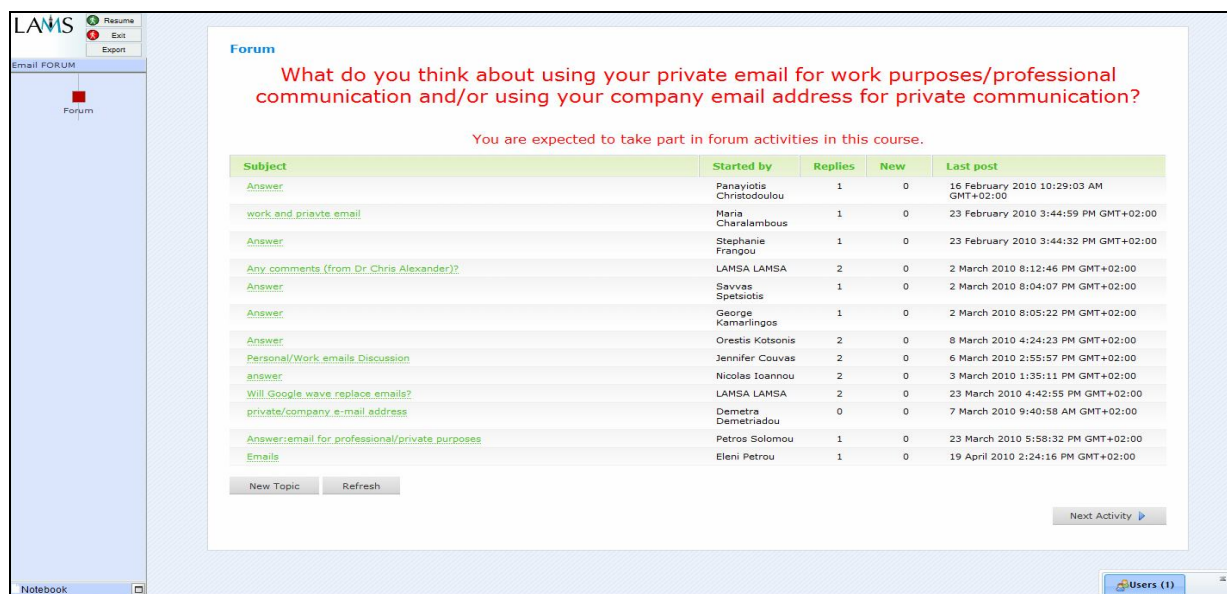 LAMS
Resume
Exit
Export
Email FORUM
Forum
Forum
What do you think about using your private email for work purposes/professional
communication and/or using your company email address for private communication?
You are expected to take part in forum activities in this course.
Subject Started by Replies New Last post
Answer Panayiotis Christodoulou 1 0 16 February 2010 10:29:03 AM GMT+02:00
work and priavte email Maria Charalambous 1 0 23 February 2010 3:44:59 PM GMT+02:00
Answer Stephanie Frangou 1 0 23 February 2010 3:44:32 PM GMT+02:00
Any comments (from Dr Chris Alexander)? LAMSA LAMSA 2 0 2 March 2010 8:12:46 PM GMT+02:00
Answer Savvas Spetsiotis 1 0 2 March 2010 8:04:07 PM GMT+02:00
Answer George Kamarlingos 1 0 2 March 2010 8:05:22 PM GMT+02:00
Answer Orestis Kotsonis 2 0 8 March 2010 4:24:23 PM GMT+02:00
Personal/Work emails Discussion Jennifer Couvas 2 0 6 March 2010 2:55:57 PM GMT+02:00
answer Nicolas Ioannou 2 0 3 March 2010 1:35:11 PM GMT+02:00
Will Google wave replace emails? LAMSA LAMSA 2 0 23 March 2010 4:42:55 PM GMT+02:00
private/company e-mail address Demetra Demetriadou 0 0 7 March 2010 9:40:58 AM GMT+02:00
Answer:email for professional/private purposes Petros Solomou 1 0 23 March 2010 5:58:32 PM GMT+02:00
Emails Eleni Petrou 1 0 19 April 2010 2:24:16 PM GMT+02:00
New Topic Refresh
Next Activity
Notebook
Users (1)